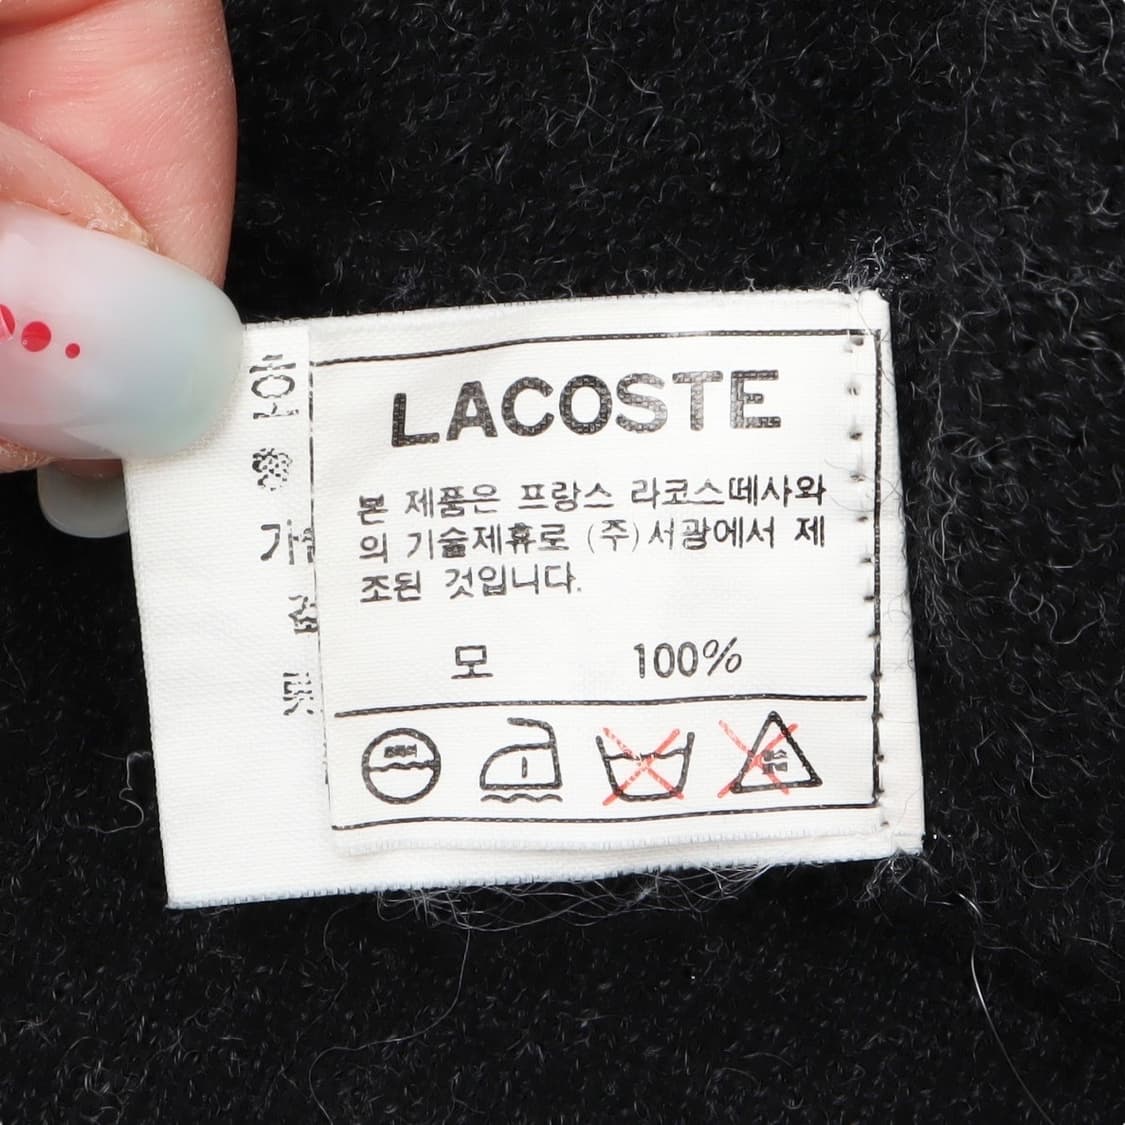 LACOSTE
본 제품은 프랑스 라코스떼사와
의 기술제휴로 (주)서광에서 제
조된 것입니다.
모 100%